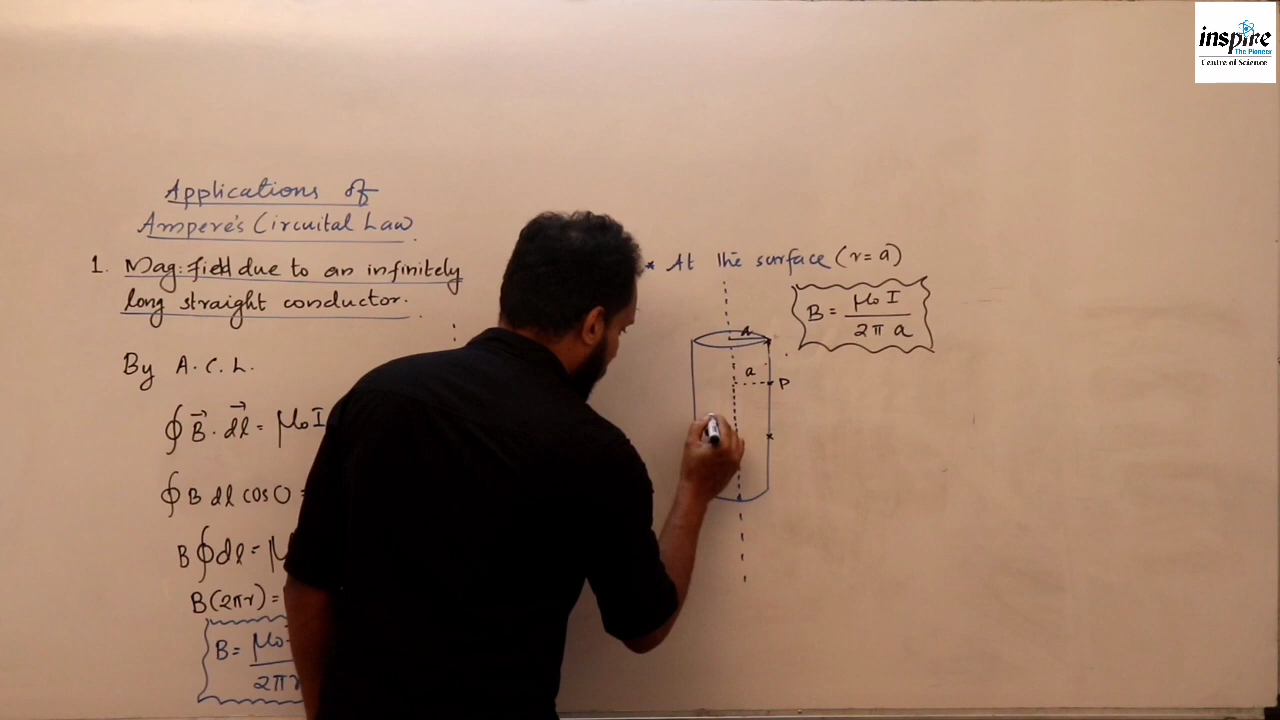 inspire
The Pioneer
Centre of Science
Applications of
Ampere's Circuital Law
1. Mag: field due to an infinitely
long straight conductor.
By A.C.L.
∮ B⃗ . dl⃗ = μ₀ I
∮ B dl cos 0 =
B ∮ dl = μ
B(2πr) =
B = μ₀
2πr
* At the surface (r = a)
B = μ₀ I
2π a
a
a
P